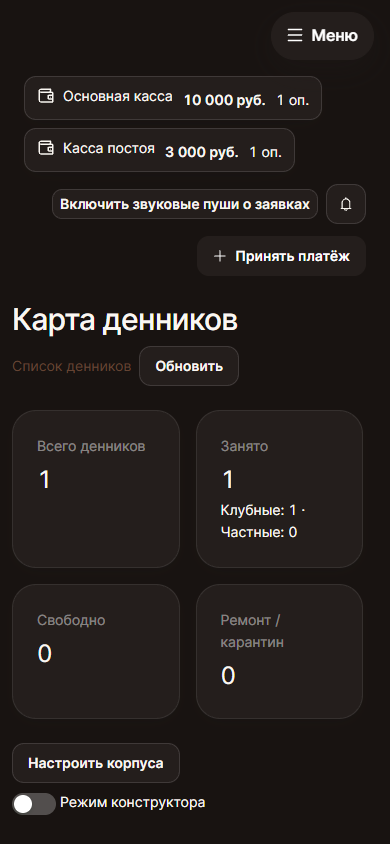 Меню
Основная касса 10 000 руб. 1 оп.
Касса постоя 3 000 руб. 1 оп.
Включить звуковые пуши о заявках
Принять платёж
Карта денников
Список денников Обновить
Всего денников
1
Занято
1
Клубные: 1 ·
Частные: 0
Свободно
0
Ремонт /
карантин
0
Настроить корпуса
Режим конструктора